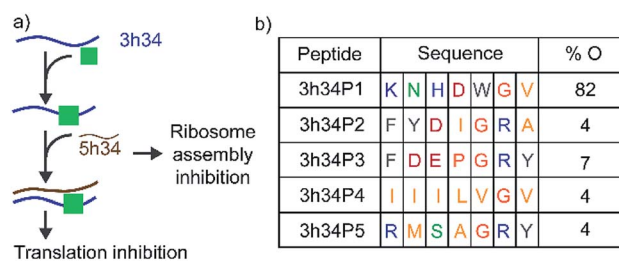 a)
3h34
5h34
Ribosome
assembly
inhibition
Translation inhibition
b)
Peptide Sequence % O
3h34P1 K N H D W G V 82
3h34P2 F Y D I G R A 4
3h34P3 F D E P G R Y 7
3h34P4 I I I L V G V 4
3h34P5 R M S A G R Y 4